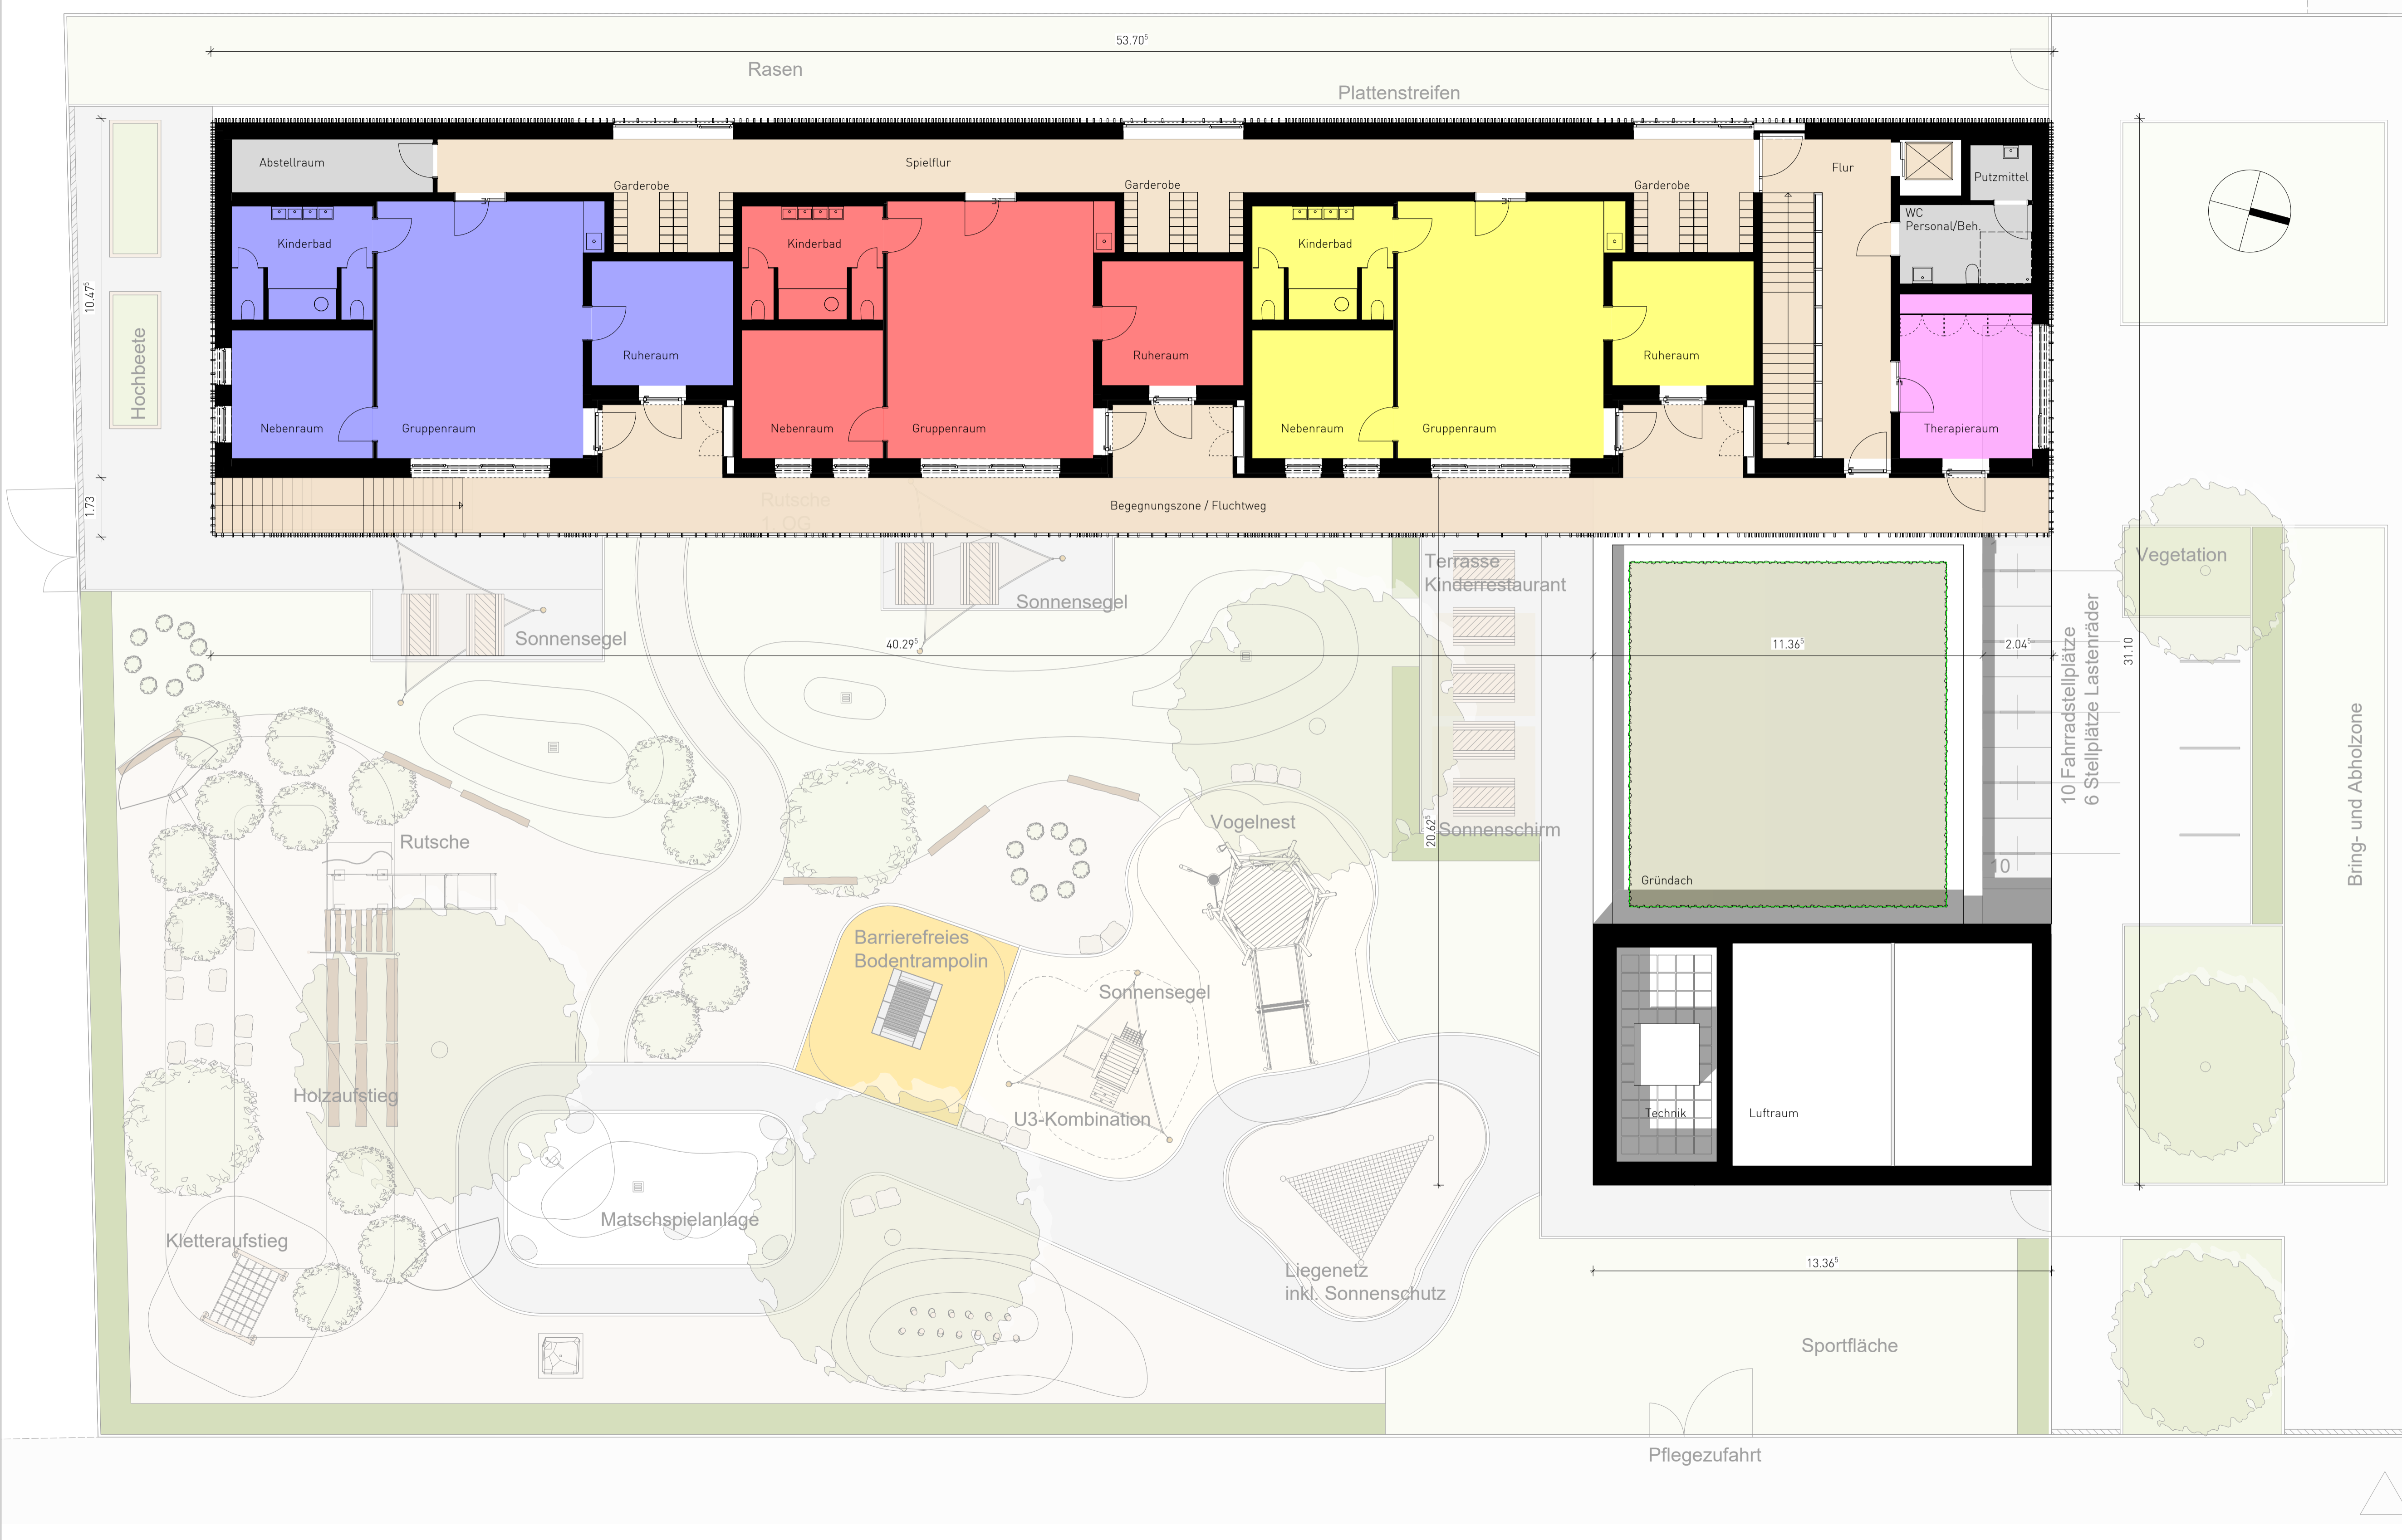 53.70⁵
Rasen
Plattenstreifen
Abstellraum
Spielflur
Flur
Putzmittel
Garderobe
Garderobe
Garderobe
WC
Personal/Beh.
Kinderbad
Kinderbad
Kinderbad
10.47⁵
Hochbeete
Ruheraum
Ruheraum
Ruheraum
Nebenraum
Gruppenraum
Nebenraum
Gruppenraum
Nebenraum
Gruppenraum
Therapieraum
1.73
Rutsche
1. OG
Begegnungszone / Fluchtweg
Terrasse
Kinderrestaurant
Vegetation
Sonnensegel
Sonnensegel
40.29⁵
11.36⁵
2.04⁵
31.10
10 Fahrradstellplätze
6 Stellplätze Lastenräder
Bring- und Abholzone
Rutsche
Vogelnest
20.62⁵
Sonnenschirm
10
Gründach
Barrierefreies
Bodentrampolin
Sonnensegel
Holzaufstieg
U3-Kombination
Technik
Luftraum
Matschspielanlage
Kletteraufstieg
Liegenetz
inkl. Sonnenschutz
13.36⁵
Sportfläche
Pflegezufahrt